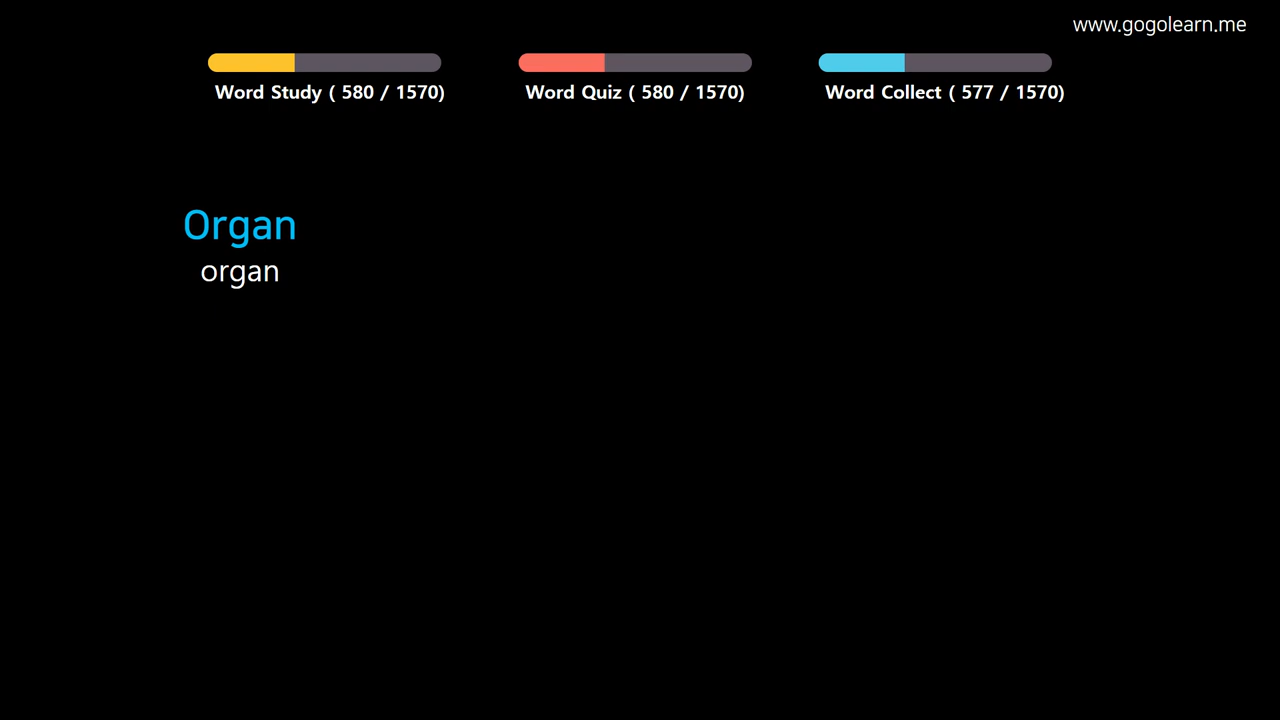 www.gogolearn.me
Word Study ( 580 / 1570)
Word Quiz ( 580 / 1570)
Word Collect ( 577 / 1570)
Organ
organ